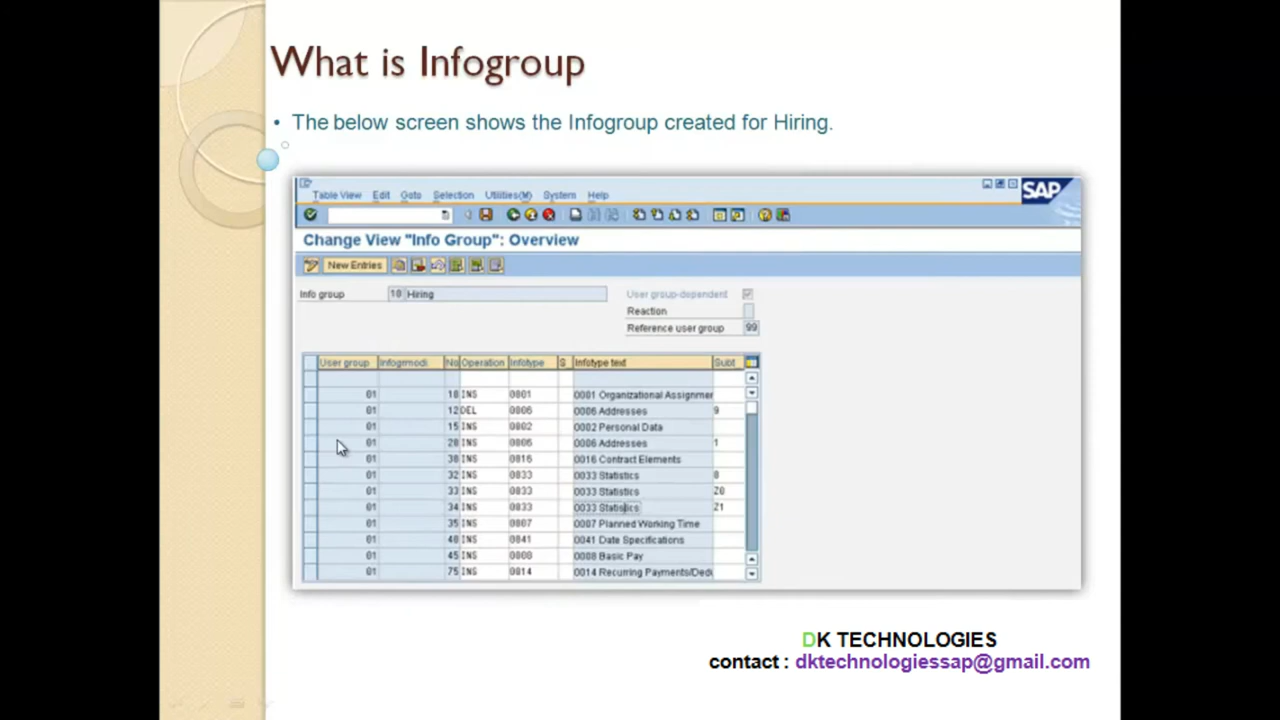 What is Infogroup
• The below screen shows the Infogroup created for Hiring.
Table View Edit Goto Selection Utilities(M) System Help
SAP
Change View "Info Group": Overview
New Entries
Info group 10 Hiring User group-dependent
Reaction
Reference user group 99
User group Infogrmodi No Operation Infotype S Infotype text Subt
01 10 INS 0001 0001 Organizational Assignmen
01 12 DEL 0006 0006 Addresses 9
01 15 INS 0002 0002 Personal Data
01 20 INS 0006 0006 Addresses 1
01 30 INS 0016 0016 Contract Elements
01 32 INS 0033 0033 Statistics
01 33 INS 0033 0033 Statistics Z0
01 34 INS 0033 0033 Statistics Z1
01 35 INS 0007 0007 Planned Working Time
01 40 INS 0041 0041 Date Specifications
01 45 INS 0008 0008 Basic Pay
01 75 INS 0014 0014 Recurring Payments/Dedu
DK TECHNOLOGIES
contact : dktechnologiessap@gmail.com